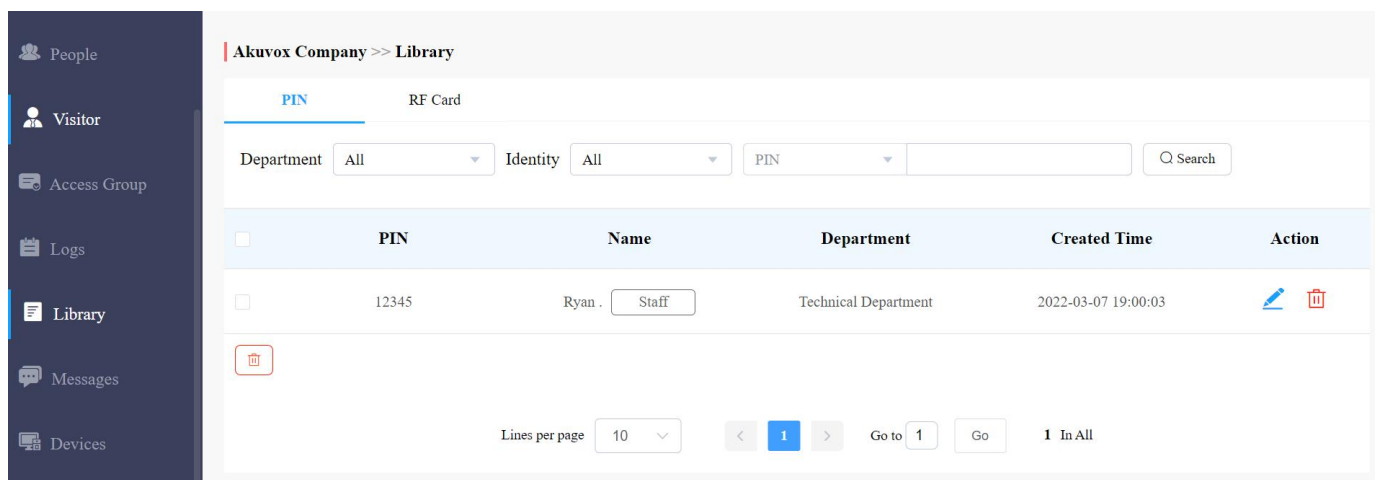 People
Visitor
Access Group
Logs
Library
Messages
Devices
Akuvox Company >> Library
PIN RF Card
Department All Identity All PIN Search
PIN Name Department Created Time Action
12345 Ryan . Staff Technical Department 2022-03-07 19:00:03
Lines per page 10 < 1 > Go to 1 Go 1 In All